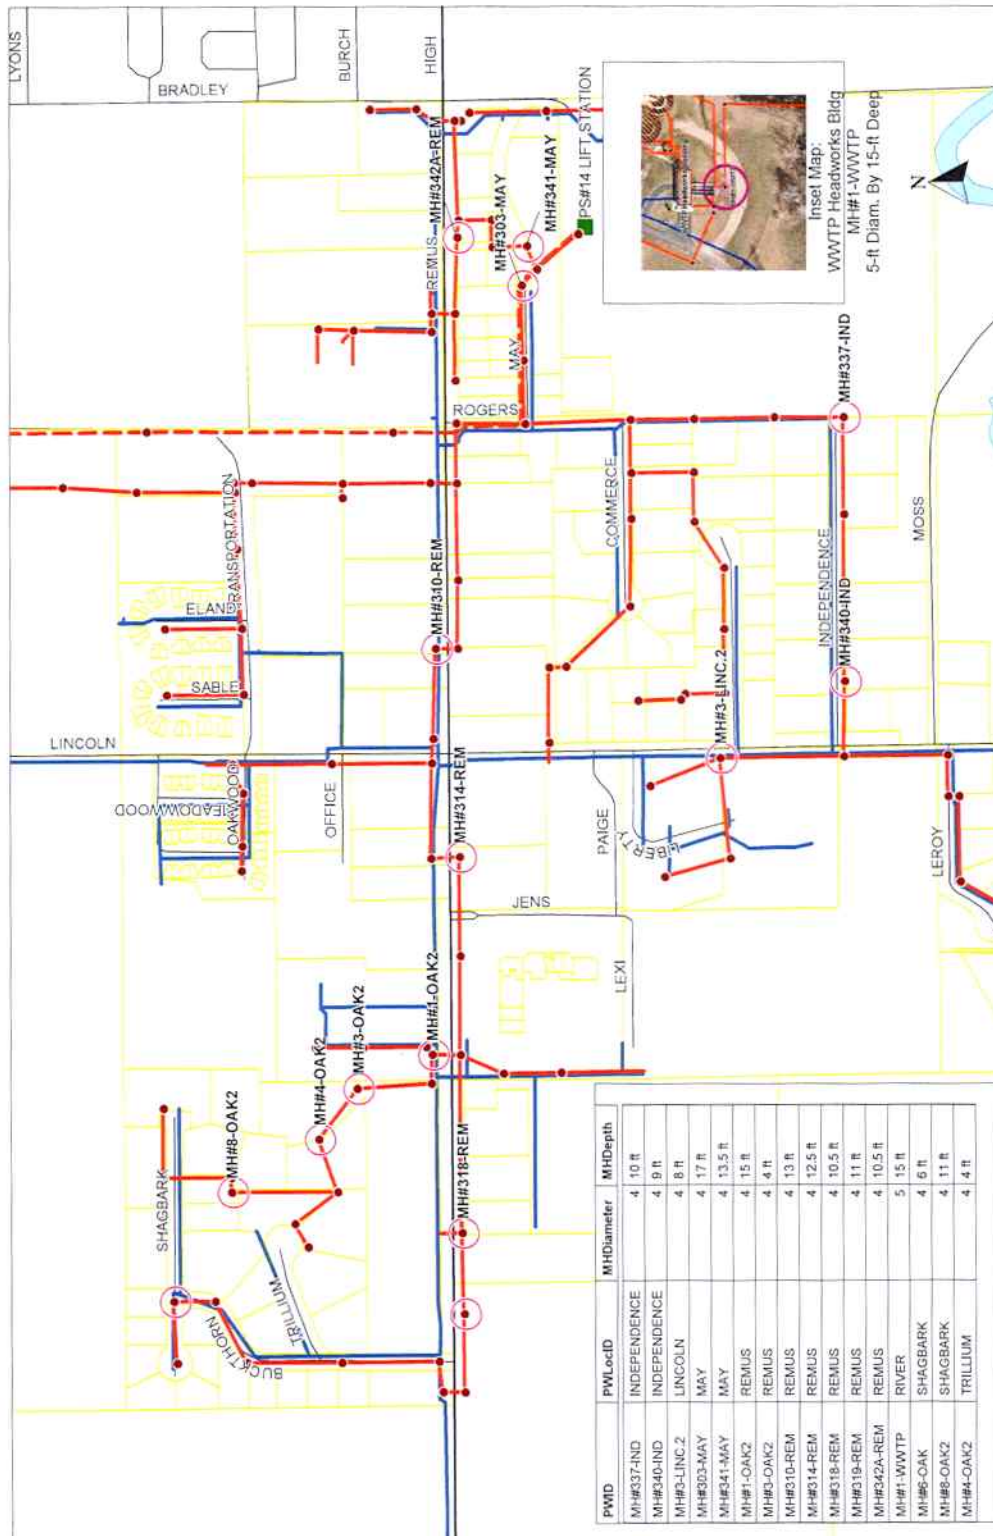 LYONS
BRADLEY
BURCH
HIGH
REMUS
MH#342A-REM
MH#303-MAY
MH#341-MAY
PS#14 LIFT STATION
MAY
ROGERS
TRANSPORTATION
ELAND
SABLE
LINCOLN
MEADOWWOOD
OAKWOOD
OFFICE
MH#310-REM
MH#314-REM
COMMERCE
INDEPENDENCE
MH#337-IND
MH#340-IND
MH#3-LINC.2
MOSS
PAIGE
LIBERTY
LEROY
JENS
LEXI
MH#1-OAK2
MH#3-OAK2
MH#4-OAK2
MH#8-OAK2
MH#318-REM
SHAGBARK
TRILLIUM
BUCKTHORN
N
Inset Map:
WWTP Headworks Bldg
MH#1-WWTP
5-ft Diam. By 15-ft Deep
PWID PWLocID MHDiameter MHDepth
MH#337-IND INDEPENDENCE 4 10 ft
MH#340-IND INDEPENDENCE 4 9 ft
MH#3-LINC.2 LINCOLN 4 8 ft
MH#303-MAY MAY 4 17 ft
MH#341-MAY MAY 4 13.5 ft
MH#1-OAK2 REMUS 4 15 ft
MH#3-OAK2 REMUS 4 4 ft
MH#310-REM REMUS 4 13 ft
MH#314-REM REMUS 4 12.5 ft
MH#318-REM REMUS 4 10.5 ft
MH#319-REM REMUS 4 11 ft
MH#342A-REM REMUS 4 10.5 ft
MH#1-WWTP RIVER 5 15 ft
MH#6-OAK SHAGBARK 4 6 ft
MH#8-OAK2 SHAGBARK 4 11 ft
MH#4-OAK2 TRILLIUM 4 4 ft